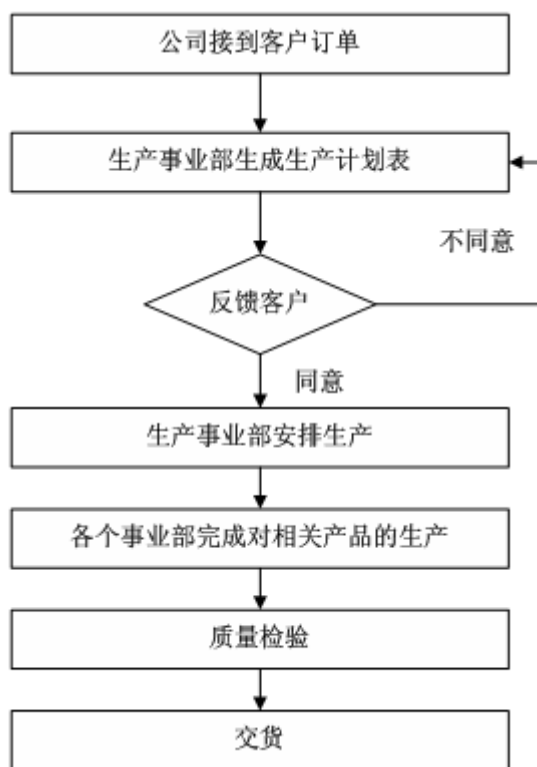 公司接到客户订单
生产事业部生成生产计划表
不同意
反馈客户
同意
生产事业部安排生产
各个事业部完成对相关产品的生产
质量检验
交货